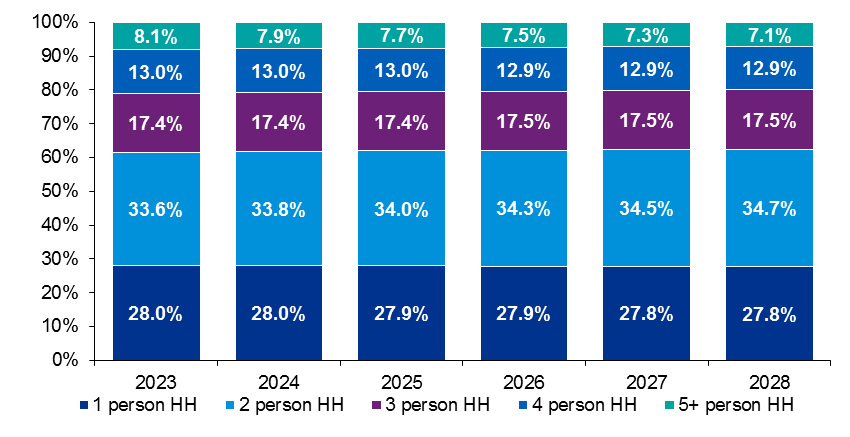 100%
90%
80%
70%
60%
50%
40%
30%
20%
10%
0%
8.1% 7.9% 7.7% 7.5% 7.3% 7.1%
13.0% 13.0% 13.0% 12.9% 12.9% 12.9%
17.4% 17.4% 17.4% 17.5% 17.5% 17.5%
33.6% 33.8% 34.0% 34.3% 34.5% 34.7%
28.0% 28.0% 27.9% 27.9% 27.8% 27.8%
2023 2024 2025 2026 2027 2028
1 person HH 2 person HH 3 person HH 4 person HH 5+ person HH